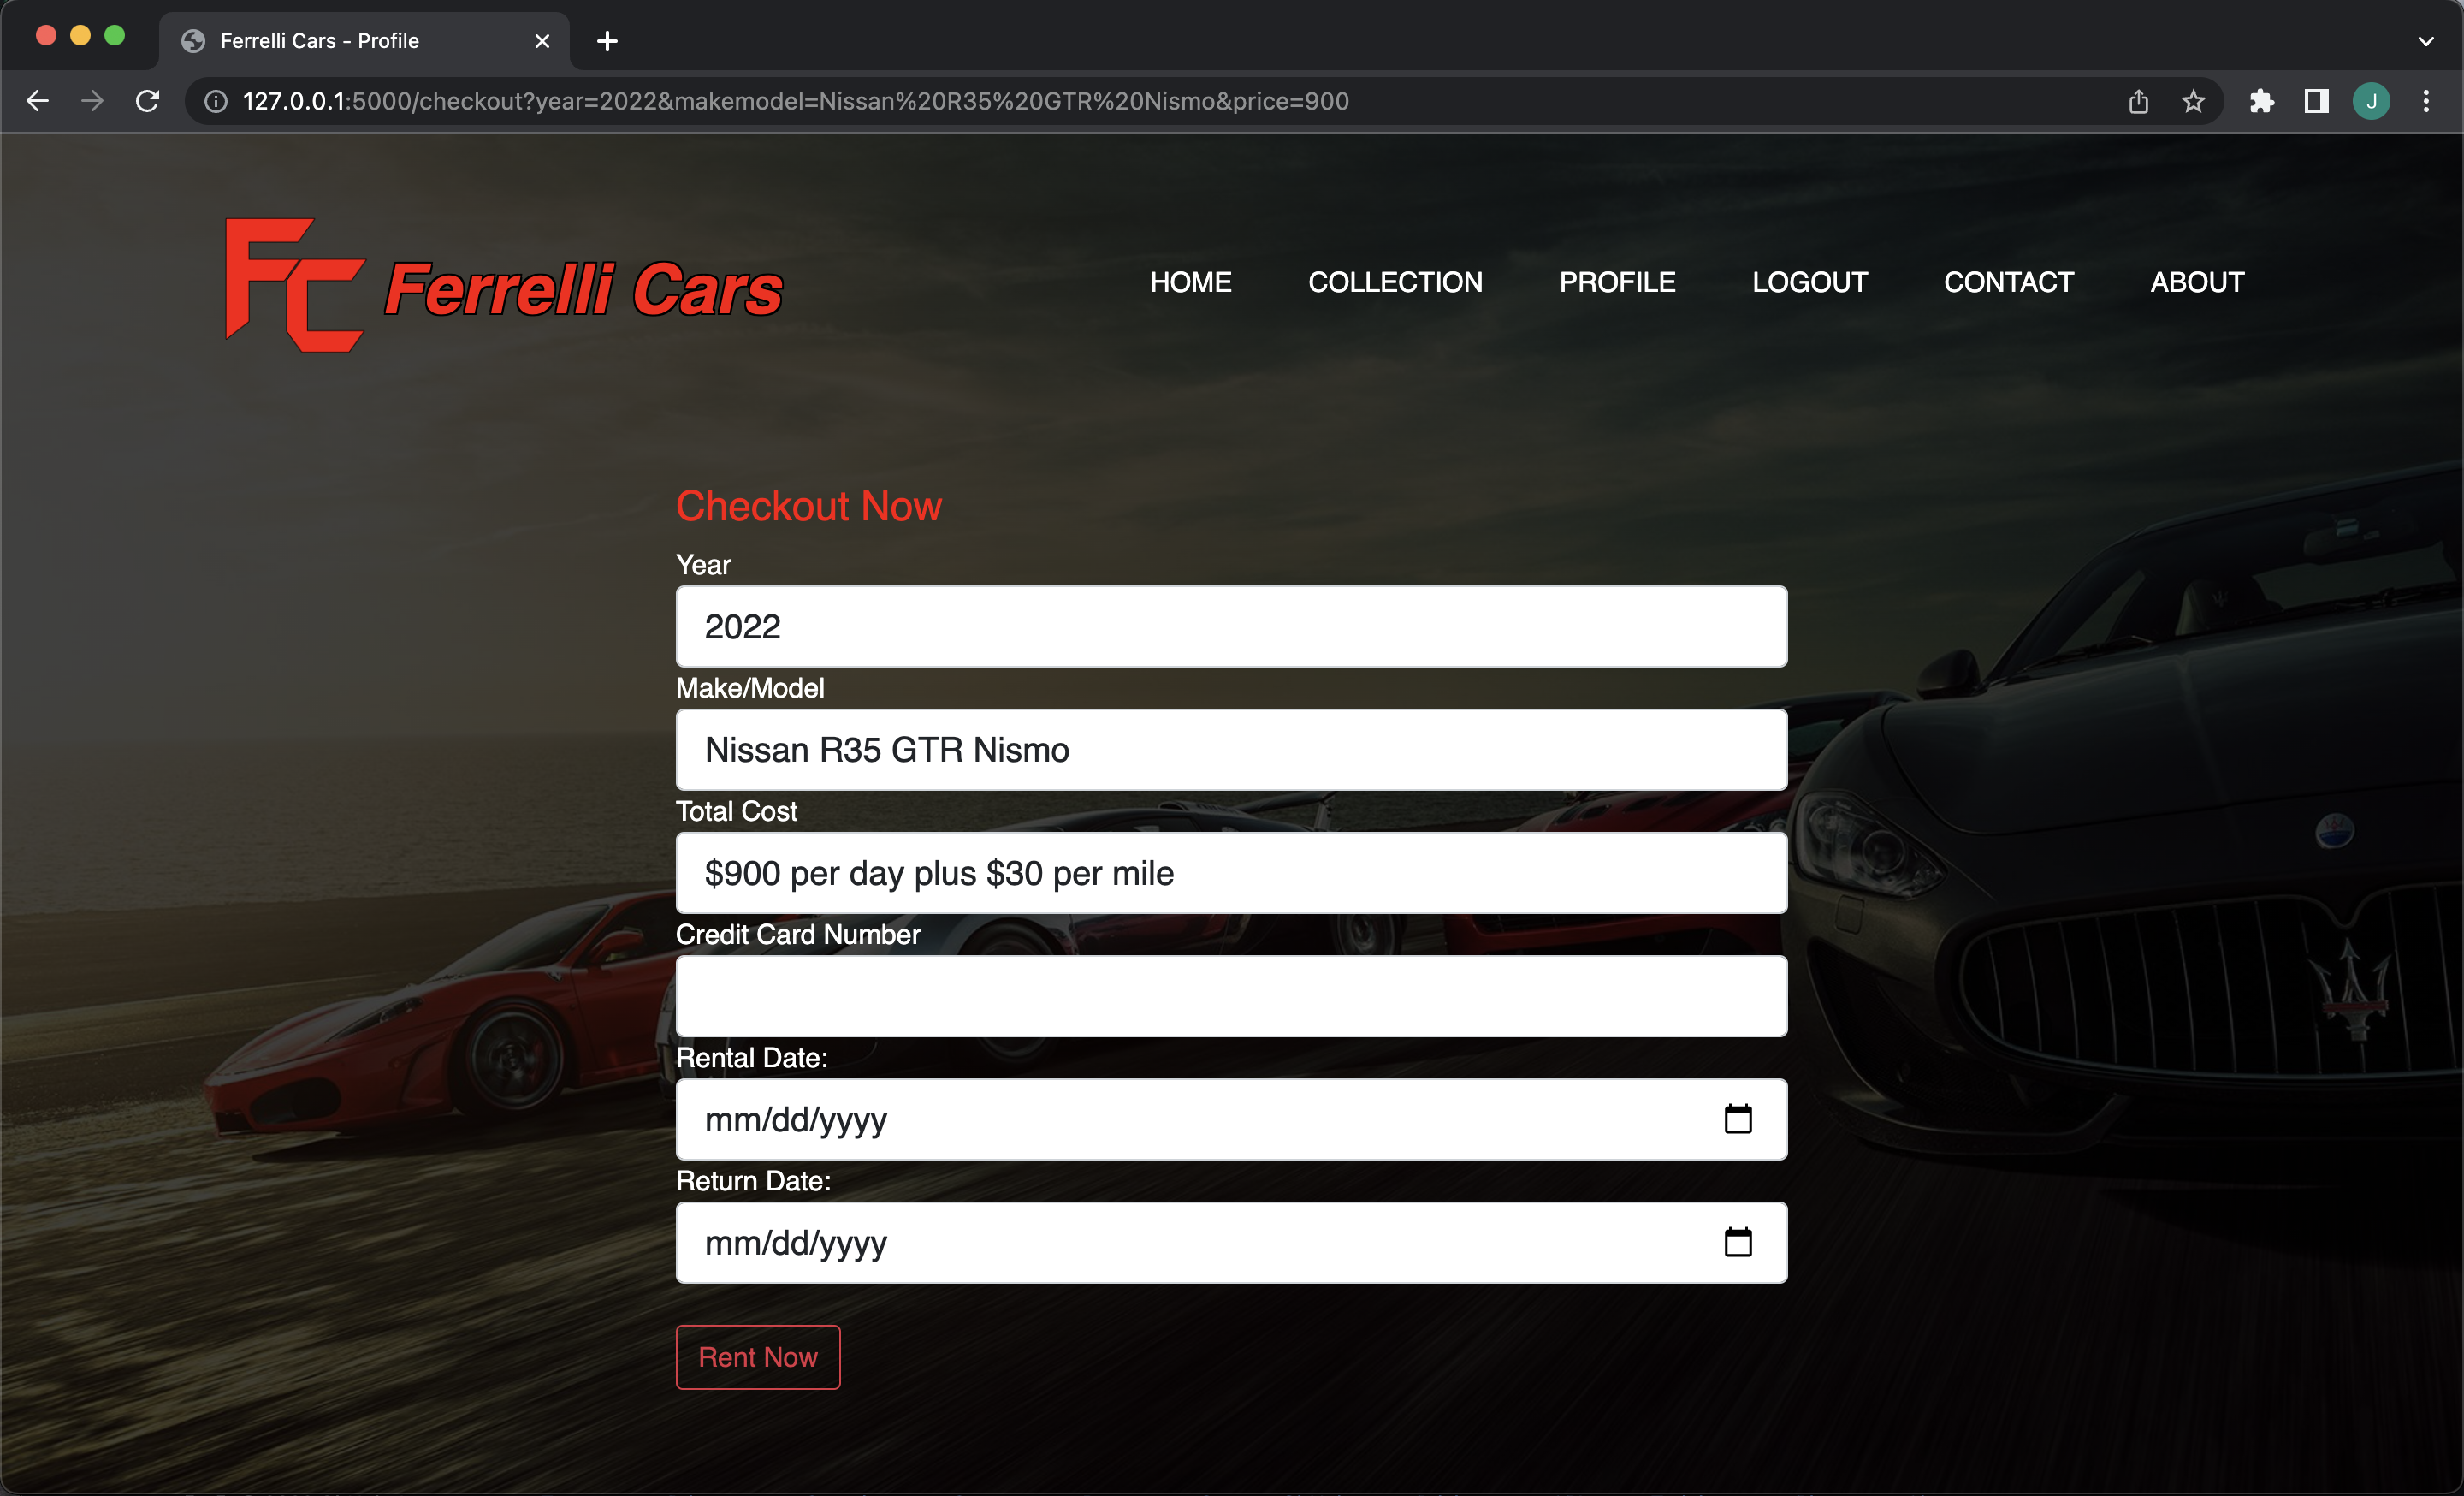 Ferrelli Cars - Profile
127.0.0.1:5000/checkout?year=2022&makemodel=Nissan%20R35%20GTR%20Nismo&price=900
J
FC Ferrelli Cars
HOME COLLECTION PROFILE LOGOUT CONTACT ABOUT
Checkout Now
Year
2022
Make/Model
Nissan R35 GTR Nismo
Total Cost
$900 per day plus $30 per mile
Credit Card Number
Rental Date:
mm/dd/yyyy
Return Date:
mm/dd/yyyy
Rent Now